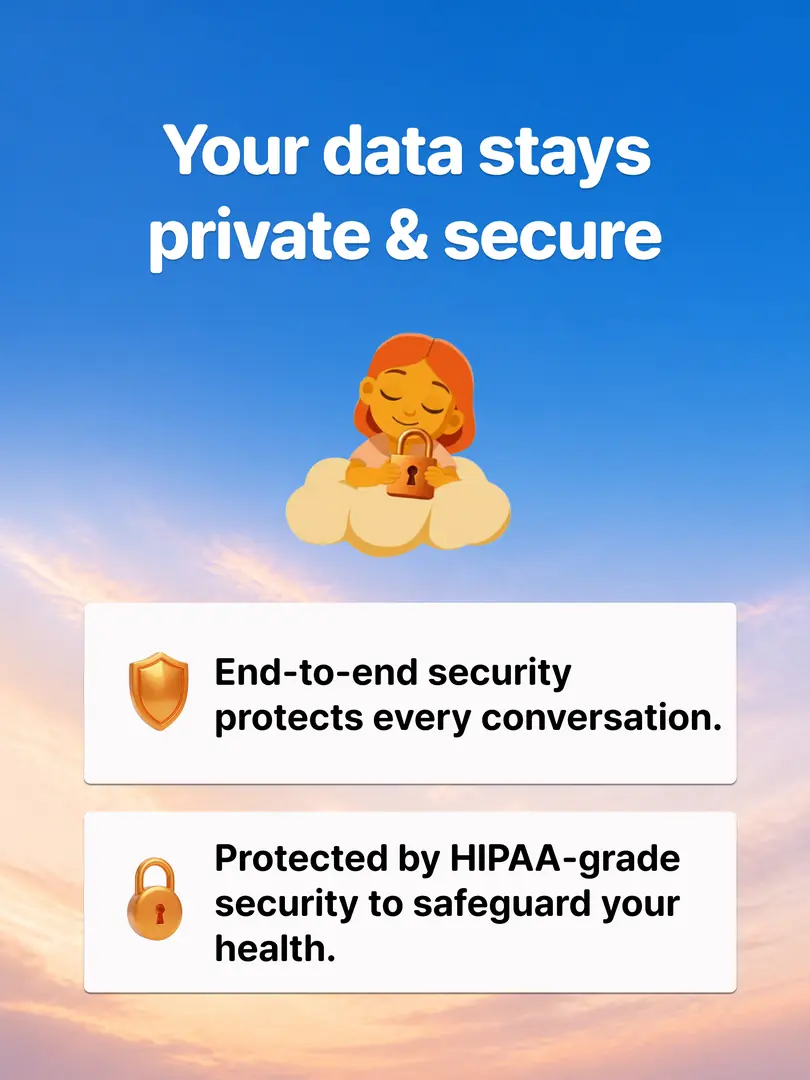 Your data stays
private & secure
End-to-end security
protects every conversation.
Protected by HIPAA-grade
security to safeguard your
health.